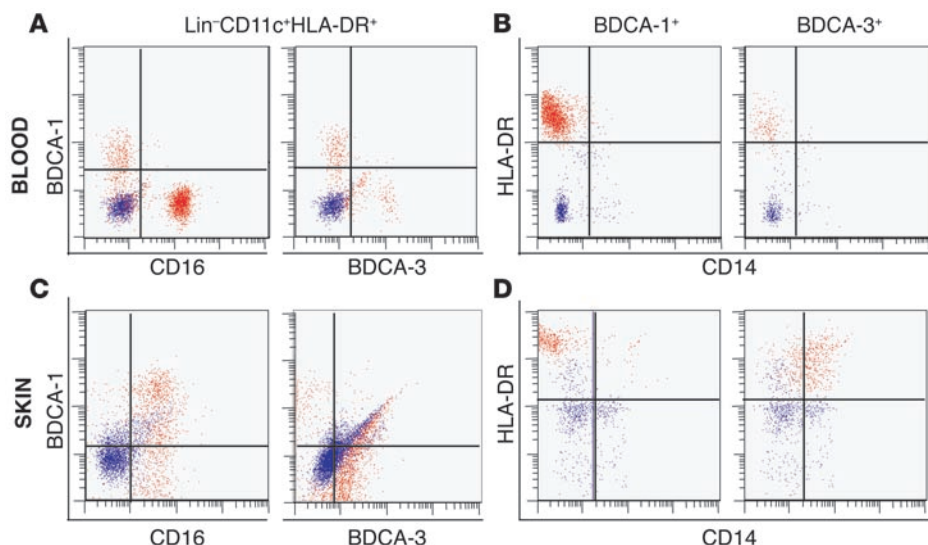 A
Lin⁻CD11c⁺HLA-DR⁺
B
BDCA-1⁺
BDCA-3⁺
BLOOD
BDCA-1
HLA-DR
CD16
BDCA-3
CD14
C
D
SKIN
BDCA-1
HLA-DR
CD16
BDCA-3
CD14